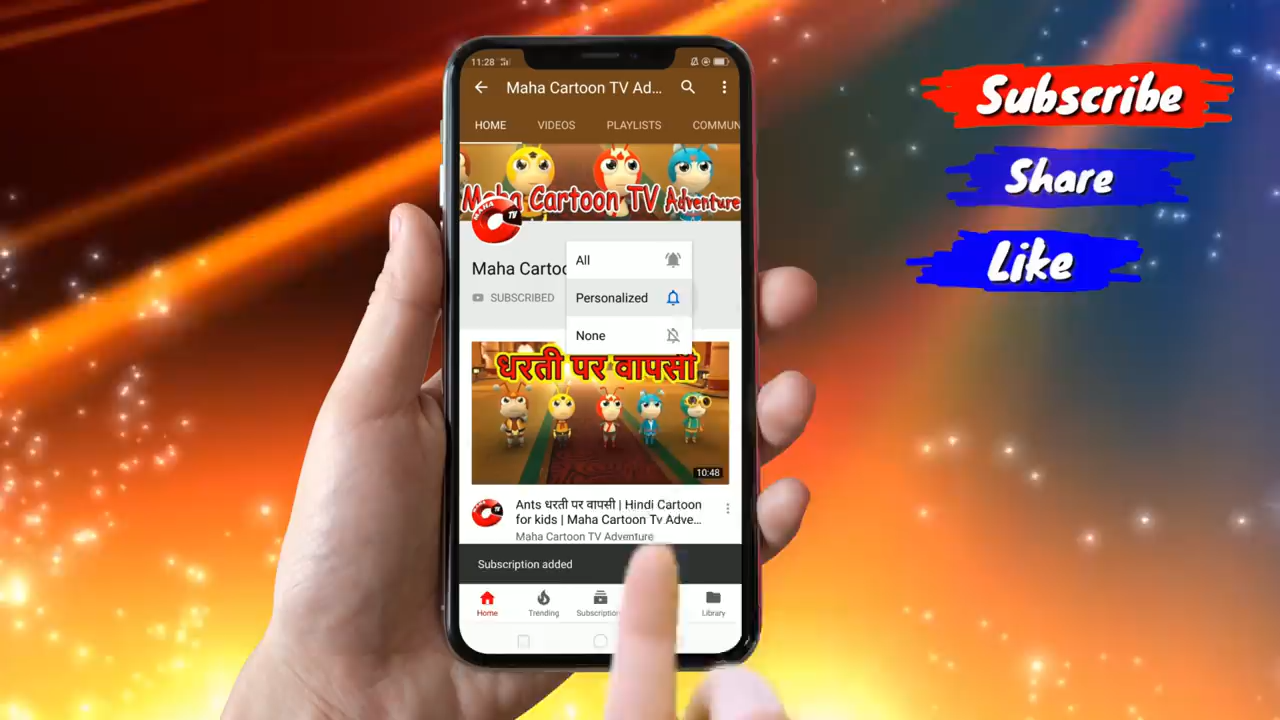 11:28
Maha Cartoon TV Ad...
HOME VIDEOS PLAYLISTS COMMUN
Maha Cartoon TV Adventure
MAHA TV
Maha Cartoo
SUBSCRIBED
All
Personalized
None
धरती पर वापसी
10:48
Ants धरती पर वापसी | Hindi Cartoon
for kids | Maha Cartoon Tv Adve...
Maha Cartoon TV Adventure
Subscription added
Home Trending Subscription Library
Subscribe
Share
Like